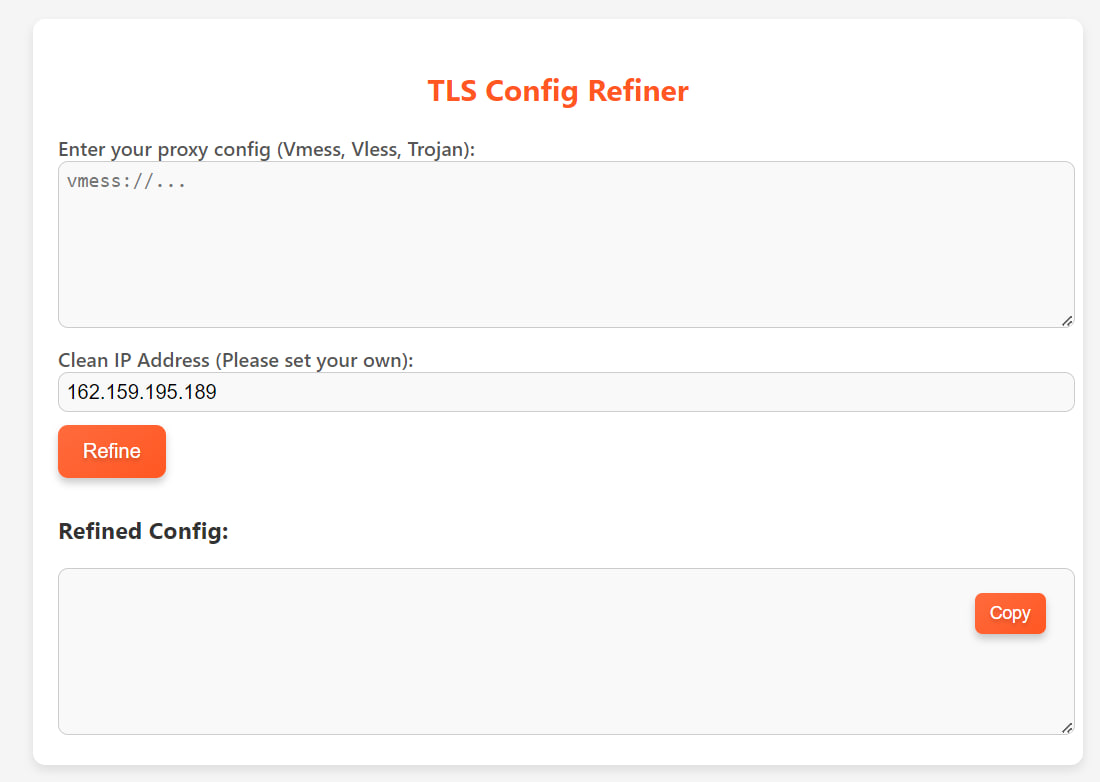 TLS Config Refiner
Enter your proxy config (Vmess, Vless, Trojan):
vmess://...
Clean IP Address (Please set your own):
162.159.195.189
Refine
Refined Config:
Copy